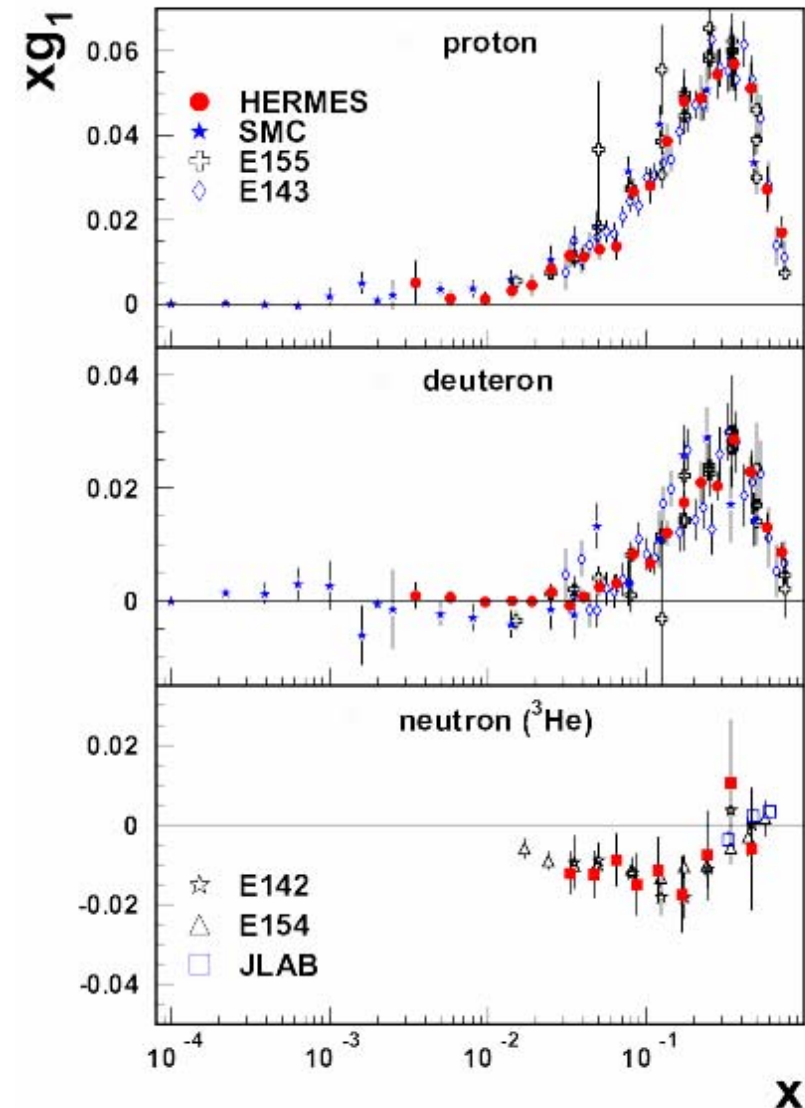 xg₁
proton
0.06
0.04
0.02
0
HERMES
SMC
E155
E143
deuteron
0.04
0.02
0
neutron (³He)
0.02
0
-0.02
-0.04
E142
E154
JLAB
10⁻⁴
10⁻³
10⁻²
10⁻¹
x